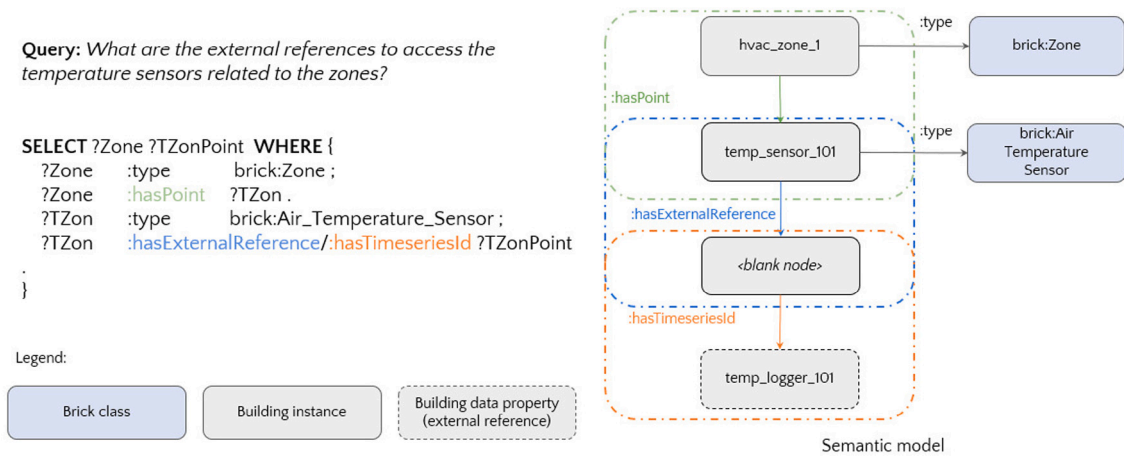 Query: What are the external references to access the
temperature sensors related to the zones?
SELECT ?Zone ?TZonPoint WHERE {
?Zone :type brick:Zone ;
?Zone :hasPoint ?TZon .
?TZon :type brick:Air_Temperature_Sensor ;
?TZon :hasExternalReference/:hasTimeseriesId ?TZonPoint
.
}
Legend:
Brick class
Building instance
Building data property
(external reference)
hvac_zone_1
:type
brick:Zone
:hasPoint
temp_sensor_101
:type
brick:Air
Temperature
Sensor
:hasExternalReference
<blank node>
:hasTimeseriesId
temp_logger_101
Semantic model